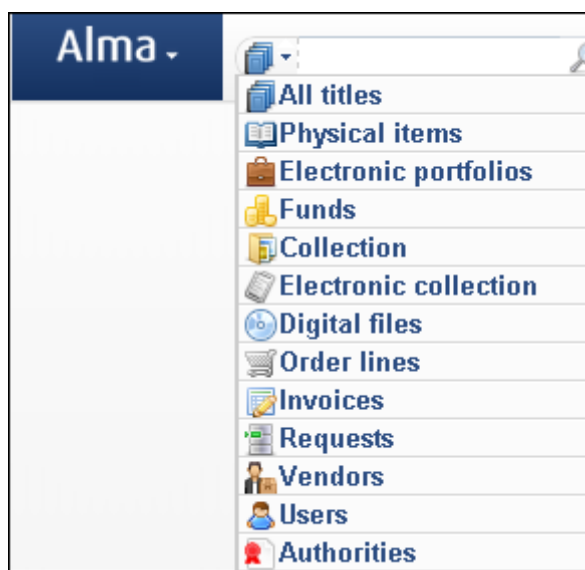 Alma
All titles
Physical items
Electronic portfolios
Funds
Collection
Electronic collection
Digital files
Order lines
Invoices
Requests
Vendors
Users
Authorities